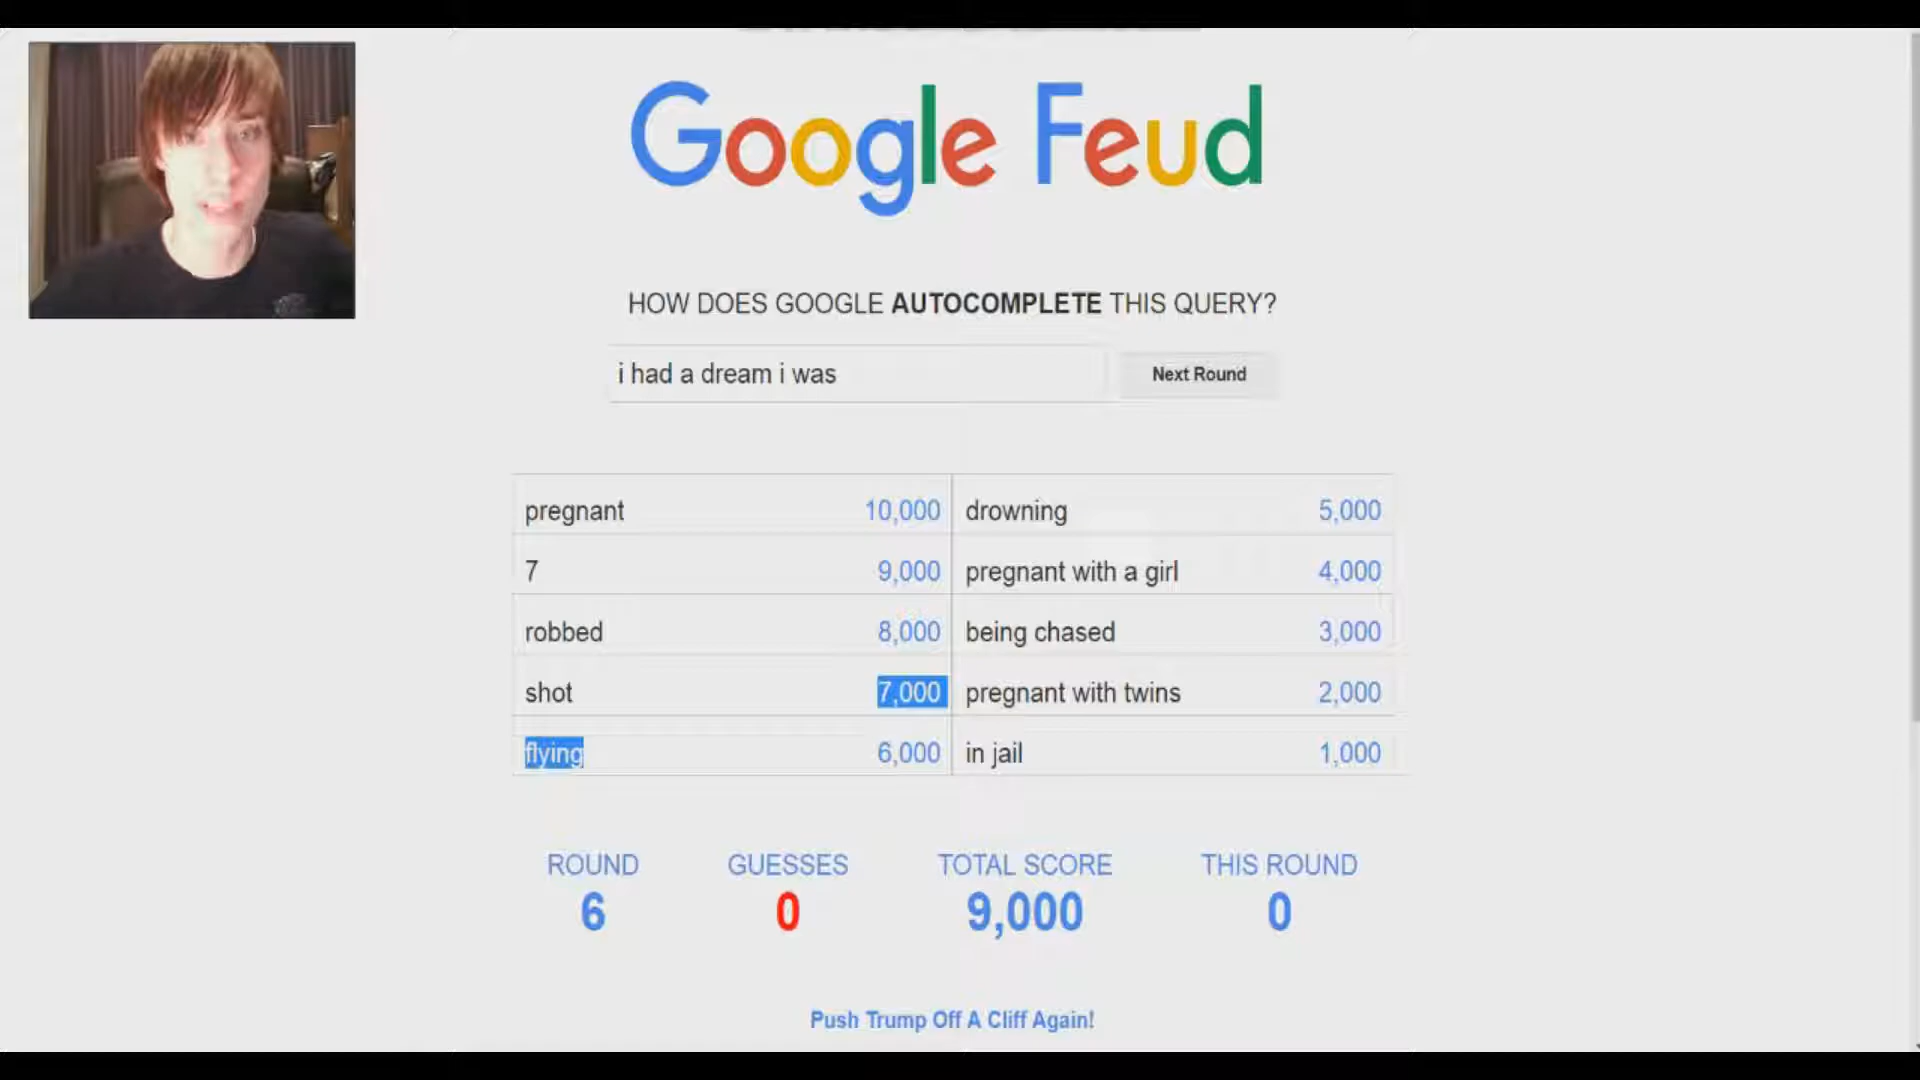 Google Feud
HOW DOES GOOGLE AUTOCOMPLETE THIS QUERY?
i had a dream i was
Next Round
pregnant 10,000 drowning 5,000
7 9,000 pregnant with a girl 4,000
robbed 8,000 being chased 3,000
shot 7,000 pregnant with twins 2,000
flying 6,000 in jail 1,000
ROUND GUESSES TOTAL SCORE THIS ROUND
6 0 9,000 0
Push Trump Off A Cliff Again!